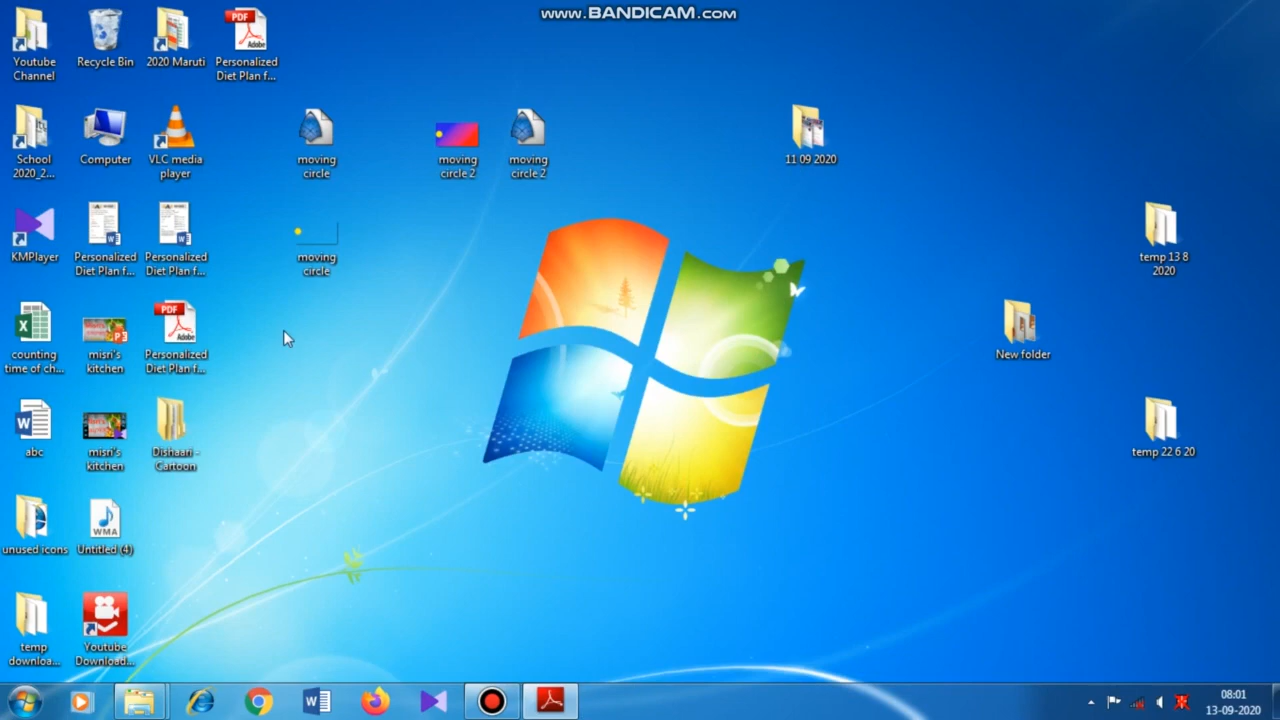 www.BANDICAM.com
Youtube
Channel
Recycle Bin
2020 Maruti
PDF
Adobe
Personalized
Diet Plan f...
School
2020_2...
Computer
VLC media
player
moving
circle
moving
circle 2
moving
circle 2
11 09 2020
KMPlayer
Personalized
Diet Plan f...
Personalized
Diet Plan f...
moving
circle
temp 13 8
2020
counting
time of ch...
misri's
kitchen
PDF
Adobe
Personalized
Diet Plan f...
New folder
abc
misri's
kitchen
Dishaari -
Cartoon
temp 22 6 20
unused icons
WMA
Untitled (4)
temp
downloa...
Youtube
Download...
08:01
13-09-2020